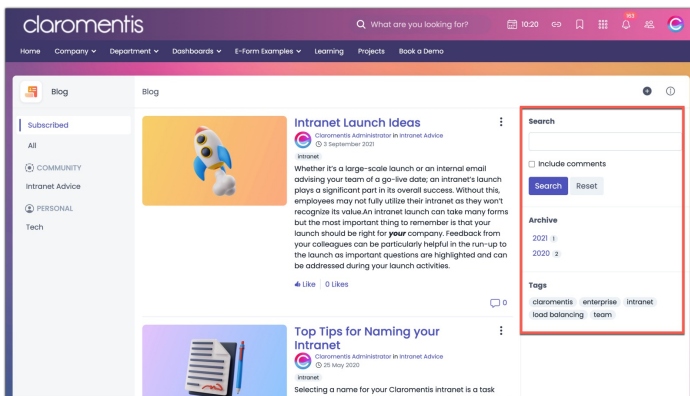 claromentis
What are you looking for?
10:20
163
Home Company Department Dashboards E-Form Examples Learning Projects Book a Demo
Blog
Subscribed
All
COMMUNITY
Intranet Advice
PERSONAL
Tech
Blog
Intranet Launch Ideas
Claromentis Administrator in Intranet Advice
3 September 2021
intranet
Whether it's a large-scale launch or an internal email
advising your team of a go-live date; an intranet's launch
plays a significant part in its overall success. Without this,
employees may not fully utilize their intranet as they won't
recognize its value.An intranet launch can take many forms
but the most important thing to remember is that your
launch should be right for your company. Feedback from
your colleagues can be particularly helpful in the run-up to
the launch as important questions are highlighted and can
be addressed during your launch activities.
Like 0 Likes
0
Top Tips for Naming your
Intranet
Claromentis Administrator in Intranet Advice
25 May 2020
intranet
Selecting a name for your Claromentis intranet is a task
Search
Include comments
Search Reset
Archive
2021 1
2020 2
Tags
claromentis enterprise intranet
load balancing team